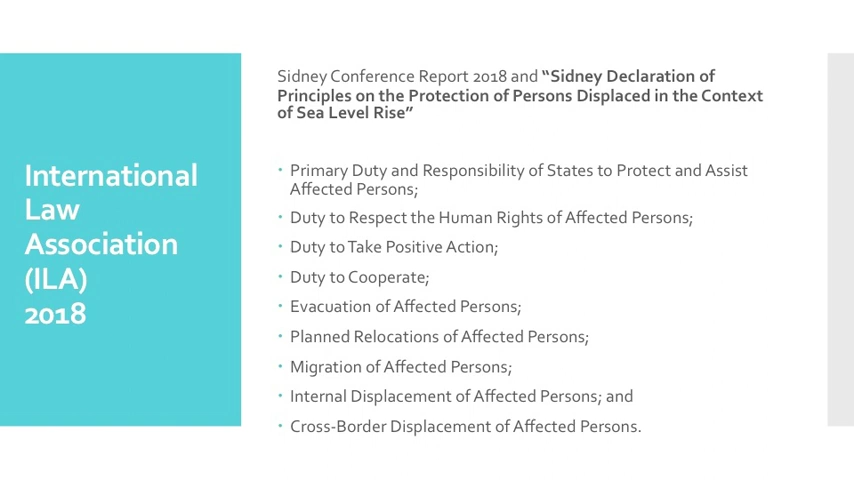 International
Law
Association
(ILA)
2018
Sidney Conference Report 2018 and “Sidney Declaration of
Principles on the Protection of Persons Displaced in the Context
of Sea Level Rise”
• Primary Duty and Responsibility of States to Protect and Assist
Affected Persons;
• Duty to Respect the Human Rights of Affected Persons;
• Duty to Take Positive Action;
• Duty to Cooperate;
• Evacuation of Affected Persons;
• Planned Relocations of Affected Persons;
• Migration of Affected Persons;
• Internal Displacement of Affected Persons; and
• Cross-Border Displacement of Affected Persons.